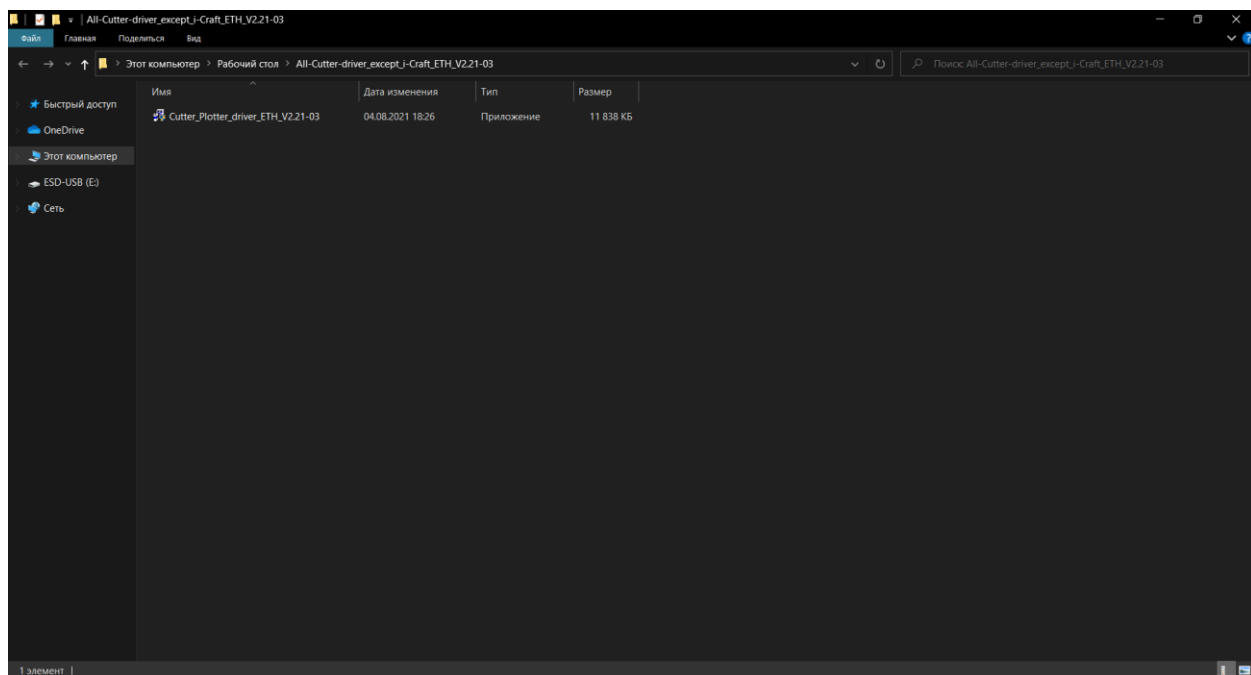 All-Cutter-driver_except_i-Craft_ETH_V2.21-03
Файл Главная Поделиться Вид
Этот компьютер > Рабочий стол > All-Cutter-driver_except_i-Craft_ETH_V2.21-03 Поиск: All-Cutter-driver_except_i-Craft_ETH_V2.21-03
Имя Дата изменения Тип Размер
Быстрый доступ
Cutter_Plotter_driver_ETH_V2.21-03 04.08.2021 18:26 Приложение 11 838 КБ
OneDrive
Этот компьютер
ESD-USB (E:)
Сеть
1 элемент